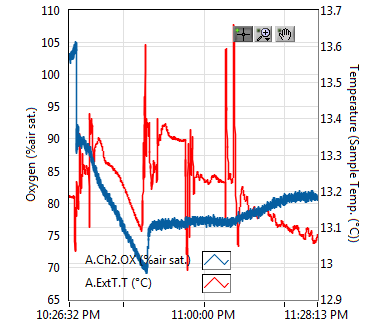 110
105
100
95
90
85
80
75
70
65
Oxygen (%air sat.)
13.7
13.6
13.5
13.4
13.3
13.2
13.1
13
12.9
Temperature (Sample Temp. (°C))
A.Ch2.OX (%air sat.)
A.ExtT.T (°C)
10:26:32 PM
11:00:00 PM
11:28:13 PM